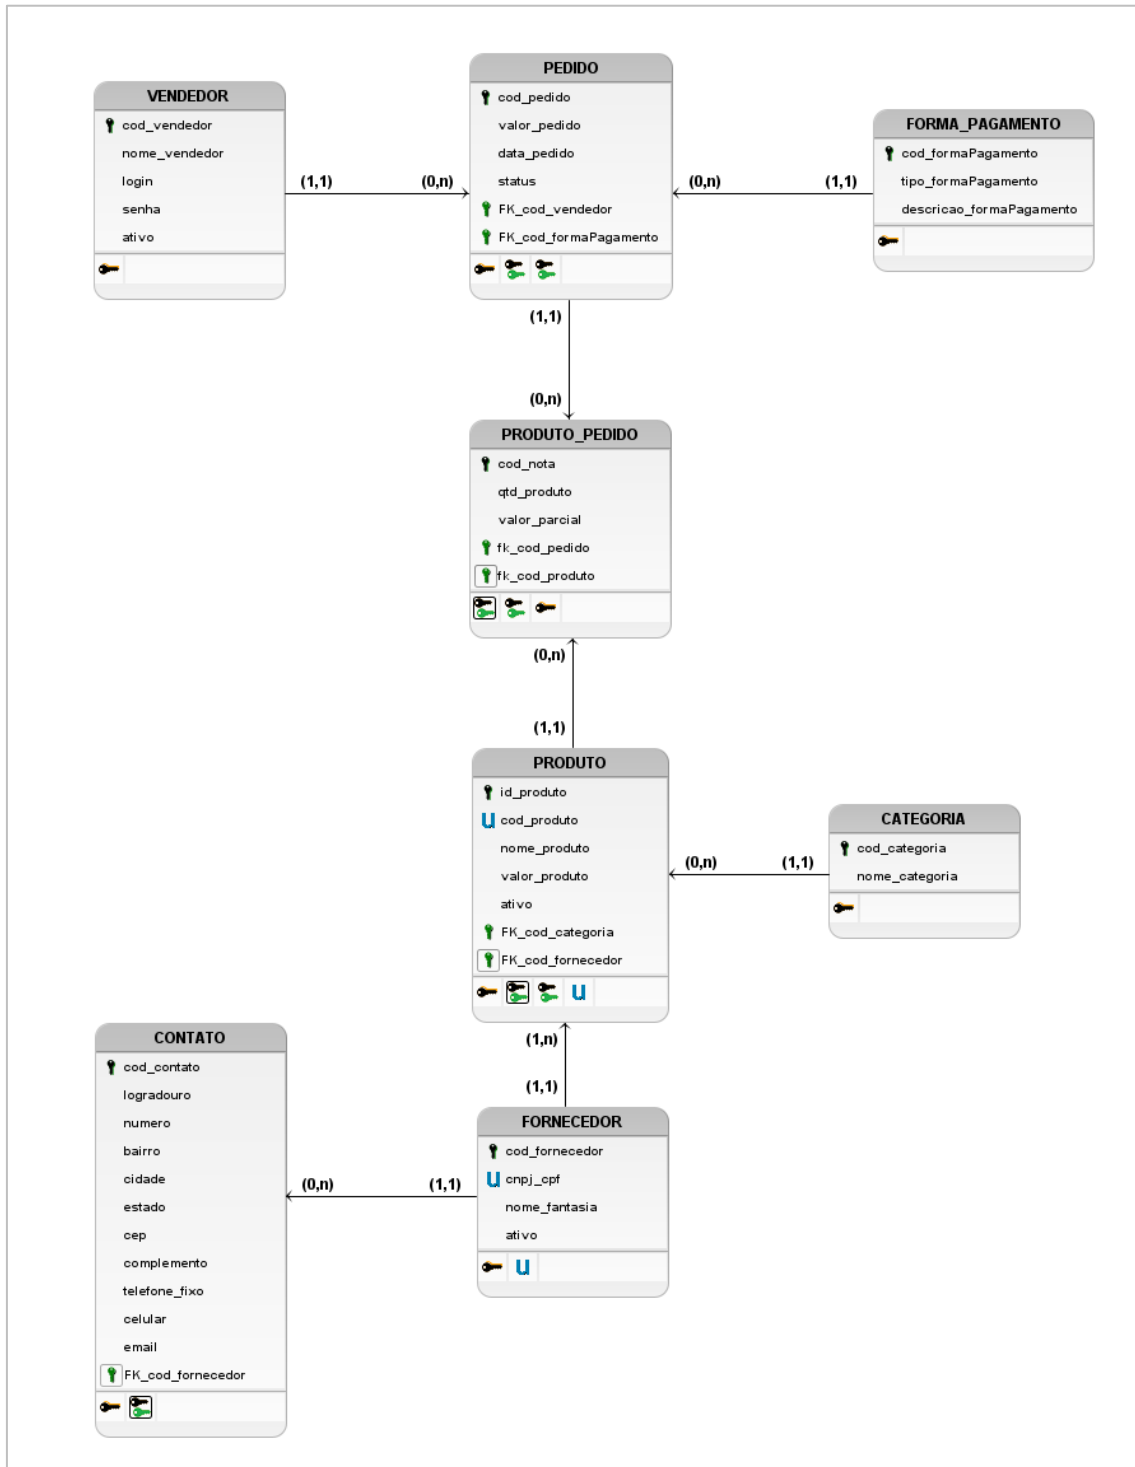 VENDEDOR
cod_vendedor
nome_vendedor
login
senha
ativo
(1,1)
(0,n)
PEDIDO
cod_pedido
valor_pedido
data_pedido
status
FK_cod_vendedor
FK_cod_formaPagamento
(0,n)
(1,1)
FORMA_PAGAMENTO
cod_formaPagamento
tipo_formaPagamento
descricao_formaPagamento
(1,1)
(0,n)
PRODUTO_PEDIDO
cod_nota
qtd_produto
valor_parcial
fk_cod_pedido
fk_cod_produto
(0,n)
(1,1)
PRODUTO
id_produto
U cod_produto
nome_produto
valor_produto
ativo
FK_cod_categoria
FK_cod_fornecedor
U
(0,n)
(1,1)
CATEGORIA
cod_categoria
nome_categoria
(1,n)
(1,1)
FORNECEDOR
cod_fornecedor
U cnpj_cpf
nome_fantasia
ativo
U
(0,n)
(1,1)
CONTATO
cod_contato
logradouro
numero
bairro
cidade
estado
cep
complemento
telefone_fixo
celular
email
FK_cod_fornecedor